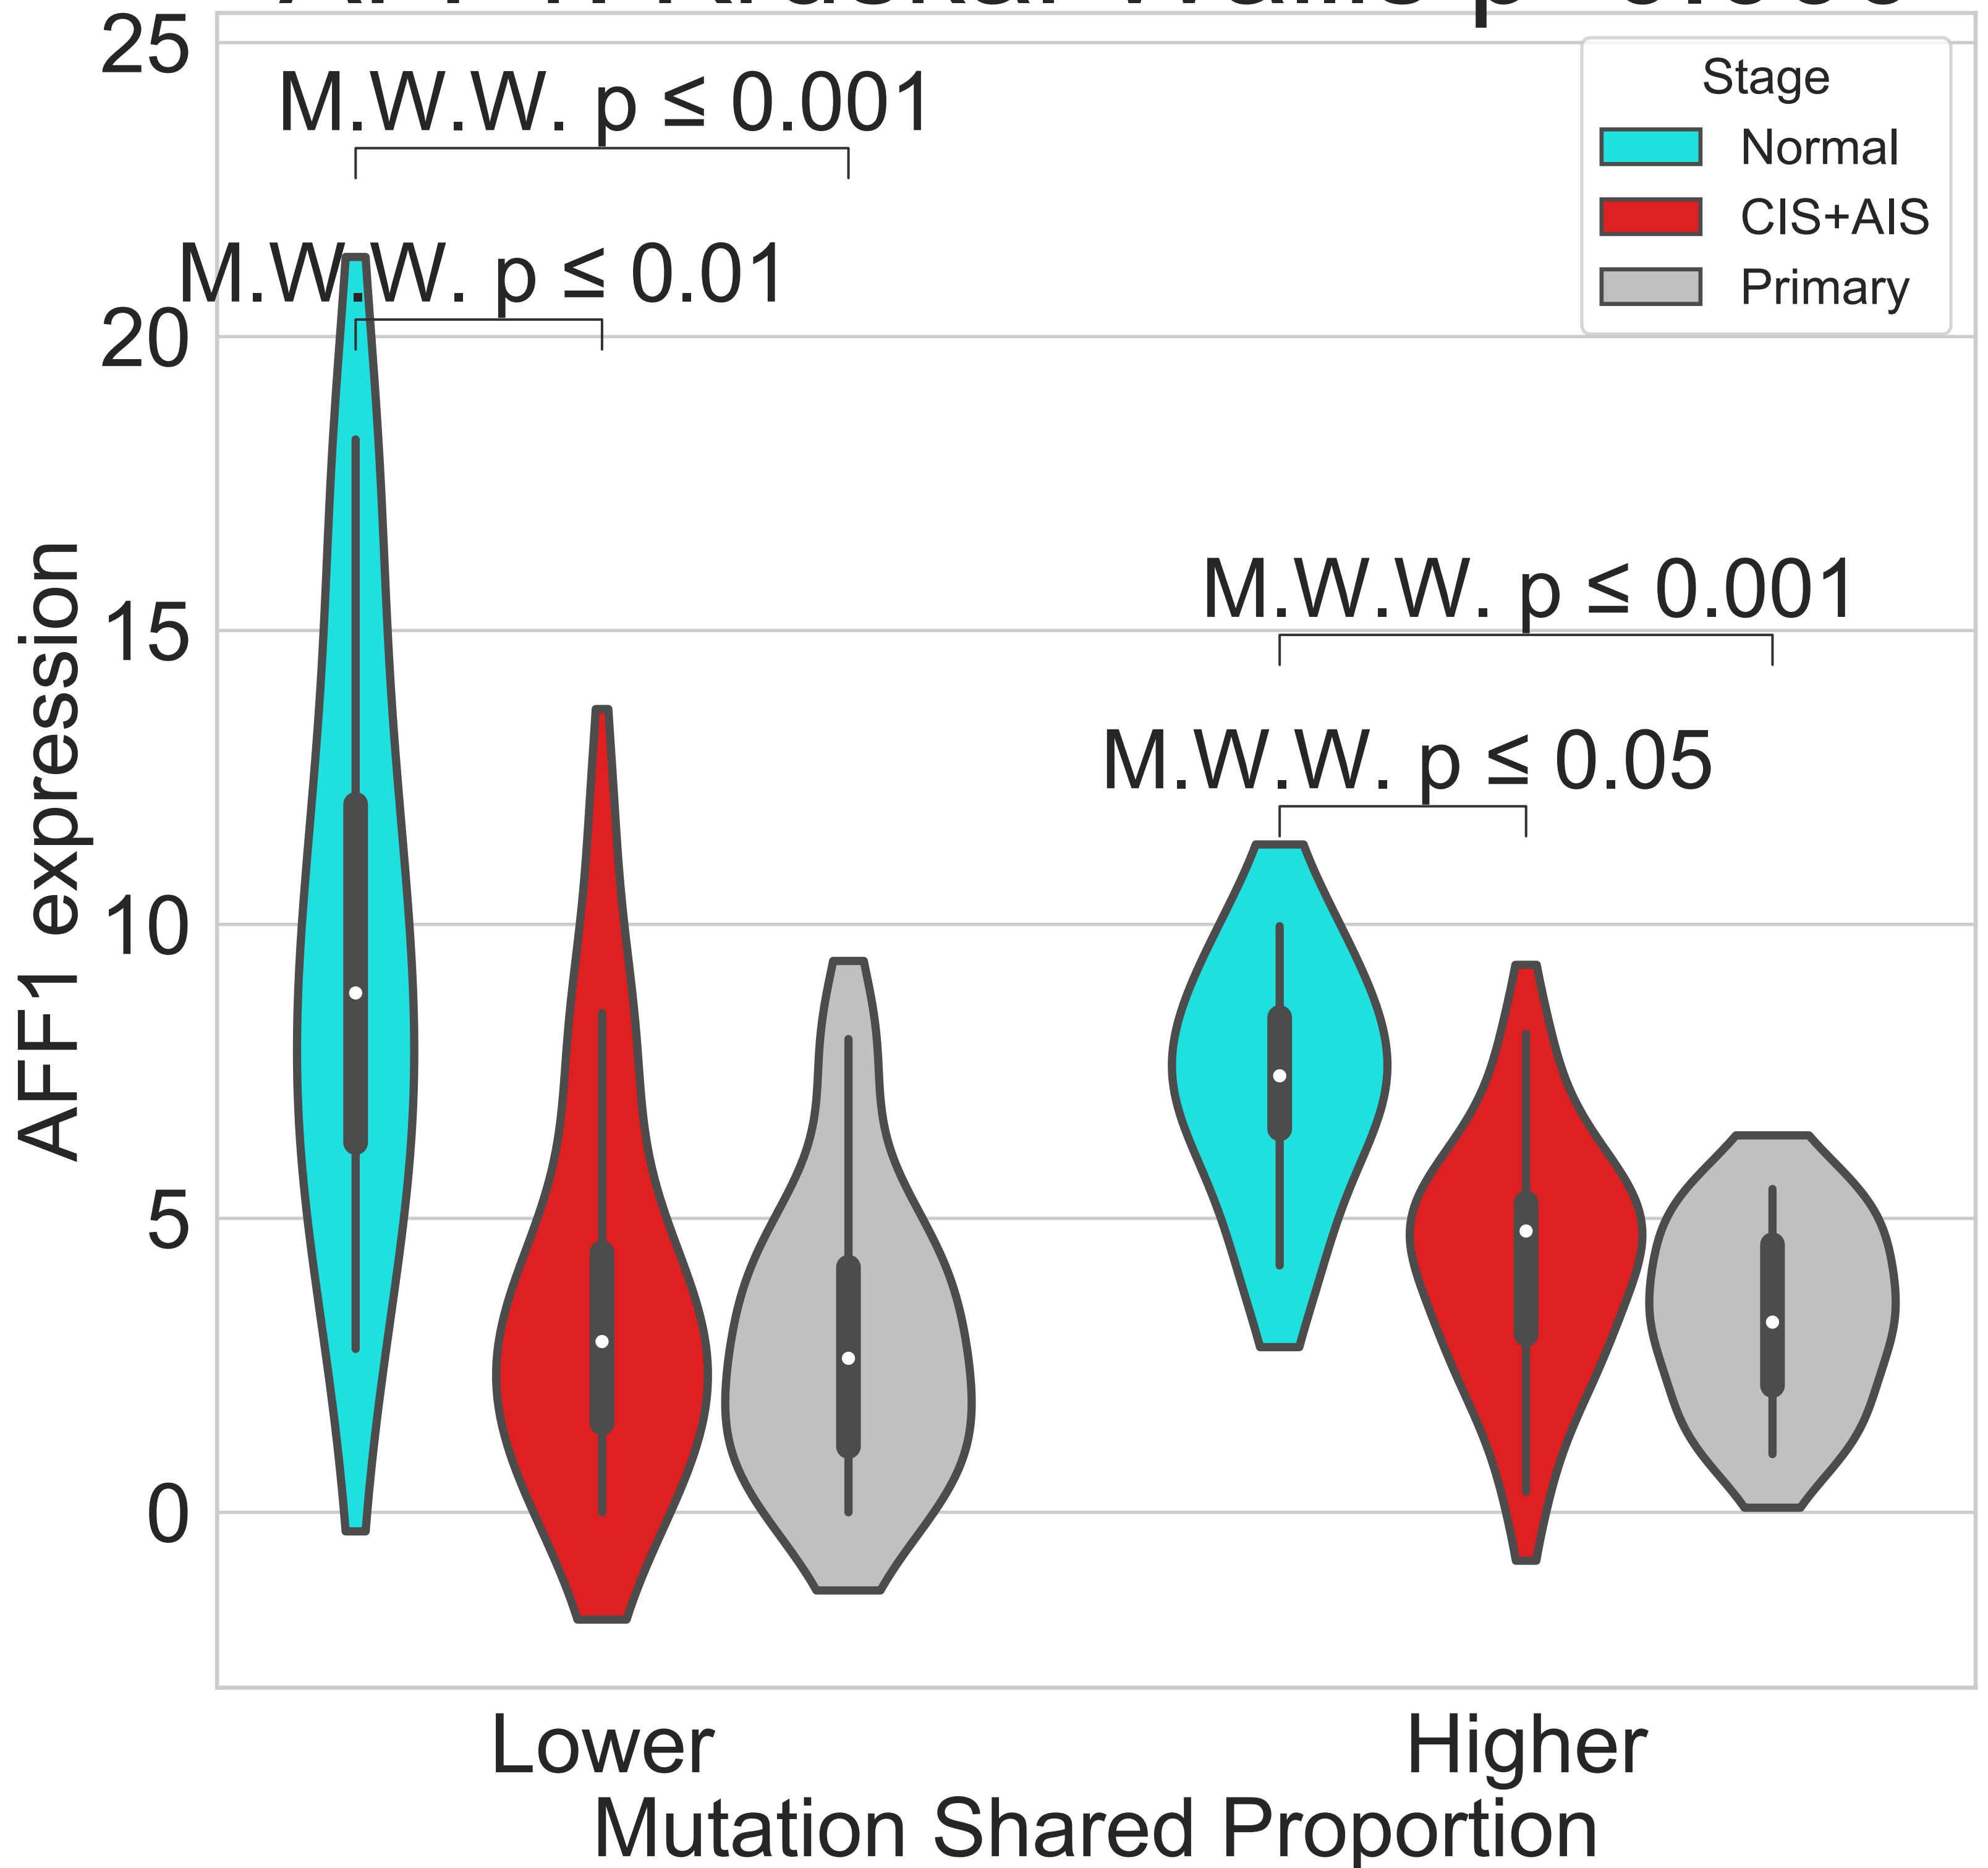 25
M.W.W. p ≤ 0.001
Stage
Normal
CIS+AIS
Primary
M.W.W. p ≤ 0.01
20
M.W.W. p ≤ 0.001
15
M.W.W. p ≤ 0.05
10
5
0
AFF1 expression
Lower
Higher
Mutation Shared Proportion